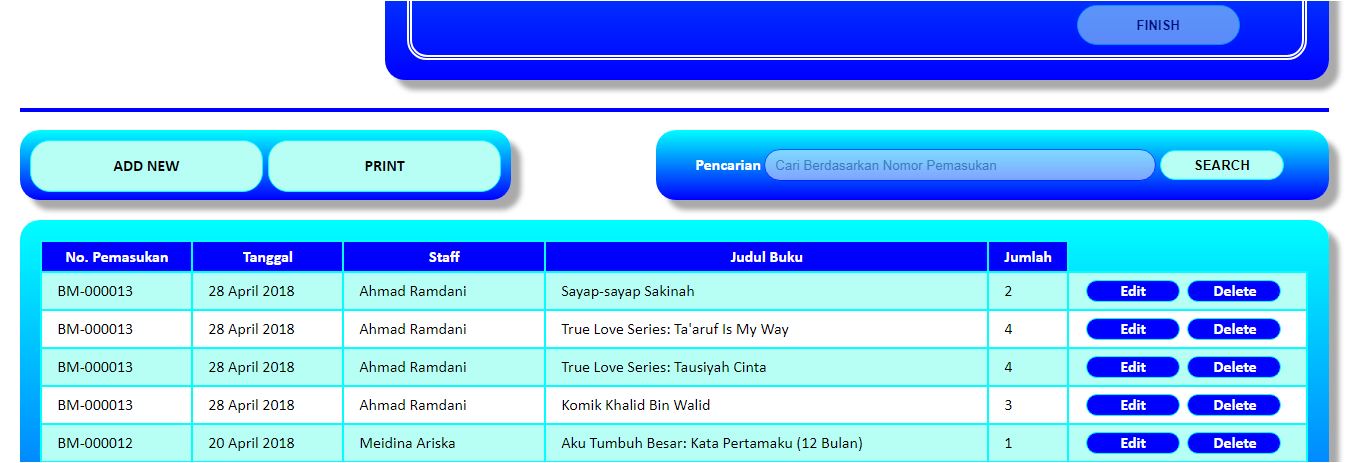 FINISH
ADD NEW PRINT Pencarian Cari Berdasarkan Nomor Pemasukan SEARCH
No. Pemasukan Tanggal Staff Judul Buku Jumlah
BM-000013 28 April 2018 Ahmad Ramdani Sayap-sayap Sakinah 2 Edit Delete
BM-000013 28 April 2018 Ahmad Ramdani True Love Series: Ta'aruf Is My Way 4 Edit Delete
BM-000013 28 April 2018 Ahmad Ramdani True Love Series: Tausiyah Cinta 4 Edit Delete
BM-000013 28 April 2018 Ahmad Ramdani Komik Khalid Bin Walid 3 Edit Delete
BM-000012 20 April 2018 Meidina Ariska Aku Tumbuh Besar: Kata Pertamaku (12 Bulan) 1 Edit Delete